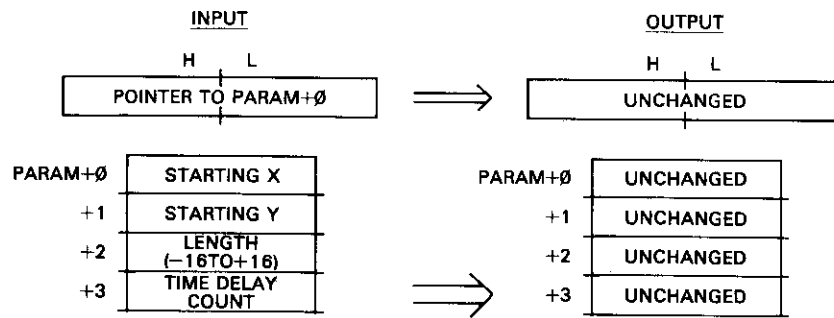 INPUT
OUTPUT
H L
H L
POINTER TO PARAM+Ø
UNCHANGED
PARAM+Ø STARTING X
PARAM+Ø UNCHANGED
+1 STARTING Y
+1 UNCHANGED
+2 LENGTH
(−16TO+16)
+2 UNCHANGED
+3 TIME DELAY
COUNT
+3 UNCHANGED